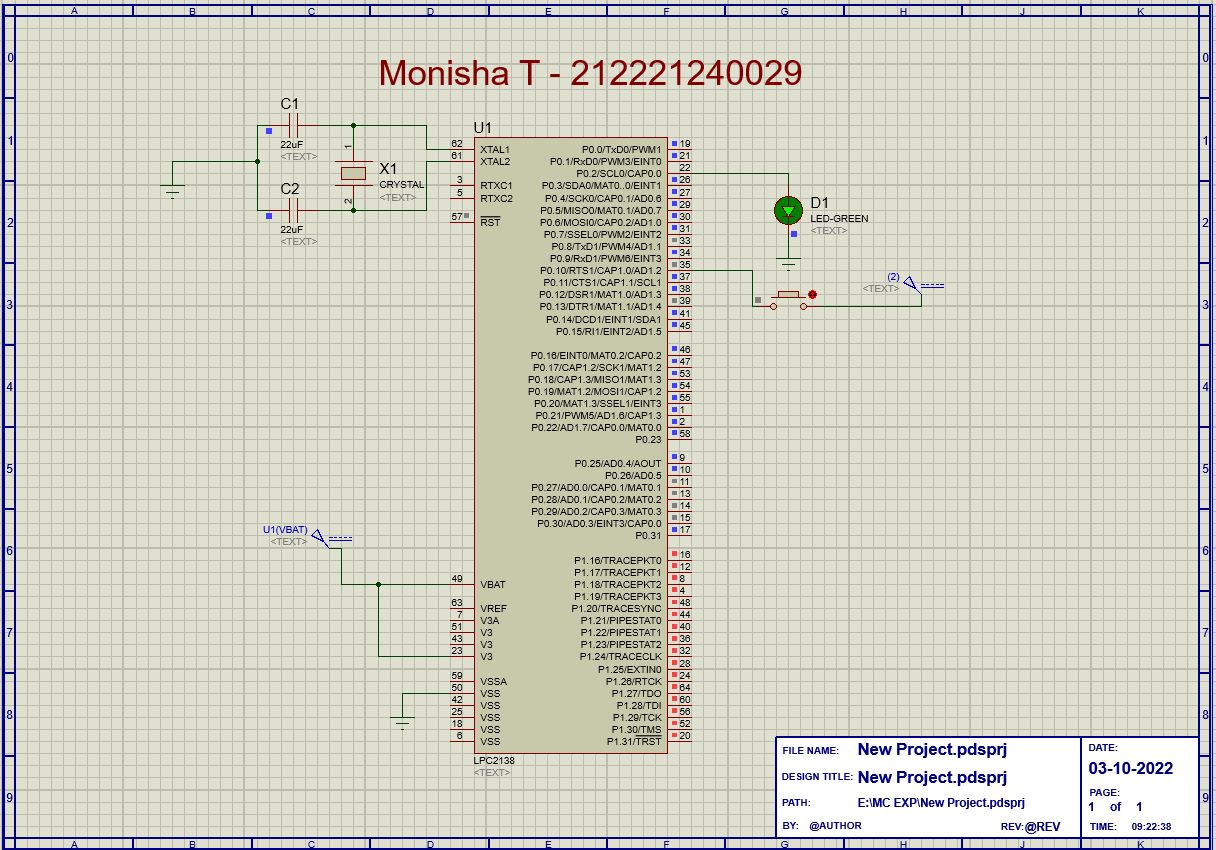 A B C D E F G H J K
0
1
2
3
4
5
6
7
8
9
Monisha T - 212221240029
C1
22uF
<TEXT>
C2
22uF
<TEXT>
1
X1
CRYSTAL
<TEXT>
2
U1
62 XTAL1
61 XTAL2
3 RTXC1
5 RTXC2
57 RST
49 VBAT
63 VREF
7 V3A
51 V3
43 V3
23 V3
59 VSSA
50 VSS
42 VSS
25 VSS
18 VSS
6 VSS
P0.0/TxD0/PWM1 19
P0.1/RxD0/PWM3/EINT0 21
P0.2/SCL0/CAP0.0 22
P0.3/SDA0/MAT0..0/EINT1 26
P0.4/SCK0/CAP0.1/AD0.6 27
P0.5/MISO0/MAT0.1/AD0.7 29
P0.6/MOSI0/CAP0.2/AD1.0 30
P0.7/SSEL0/PWM2/EINT2 31
P0.8/TxD1/PWM4/AD1.1 33
P0.9/RxD1/PWM6/EINT3 34
P0.10/RTS1/CAP1.0/AD1.2 35
P0.11/CTS1/CAP1.1/SCL1 37
P0.12/DSR1/MAT1.0/AD1.3 38
P0.13/DTR1/MAT1.1/AD1.4 39
P0.14/DCD1/EINT1/SDA1 41
P0.15/RI1/EINT2/AD1.5 45
P0.16/EINT0/MAT0.2/CAP0.2 46
P0.17/CAP1.2/SCK1/MAT1.2 47
P0.18/CAP1.3/MISO1/MAT1.3 53
P0.19/MAT1.2/MOSI1/CAP1.2 54
P0.20/MAT1.3/SSEL1/EINT3 55
P0.21/PWM5/AD1.6/CAP1.3 1
P0.22/AD1.7/CAP0.0/MAT0.0 2
P0.23 58
P0.25/AD0.4/AOUT 9
P0.26/AD0.5 10
P0.27/AD0.0/CAP0.1/MAT0.1 11
P0.28/AD0.1/CAP0.2/MAT0.2 13
P0.29/AD0.2/CAP0.3/MAT0.3 14
P0.30/AD0.3/EINT3/CAP0.0 15
P0.31 17
P1.16/TRACEPKT0 16
P1.17/TRACEPKT1 12
P1.18/TRACEPKT2 8
P1.19/TRACEPKT3 4
P1.20/TRACESYNC 48
P1.21/PIPESTAT0 44
P1.22/PIPESTAT1 40
P1.23/PIPESTAT2 36
P1.24/TRACECLK 32
P1.25/EXTIN0 28
P1.26/RTCK 24
P1.27/TDO 64
P1.28/TDI 60
P1.29/TCK 56
P1.30/TMS 52
P1.31/TRST 20
LPC2138
<TEXT>
D1
LED-GREEN
<TEXT>
(2)
<TEXT>
U1(VBAT)
<TEXT>
FILE NAME: New Project.pdsprj
DESIGN TITLE: New Project.pdsprj
PATH: E:\MC EXP\New Project.pdsprj
BY: @AUTHOR REV:@REV
DATE:
03-10-2022
PAGE:
1 of 1
TIME: 09:22:38
0
1
2
3
4
5
6
7
8
9
A B C D E F G H J K